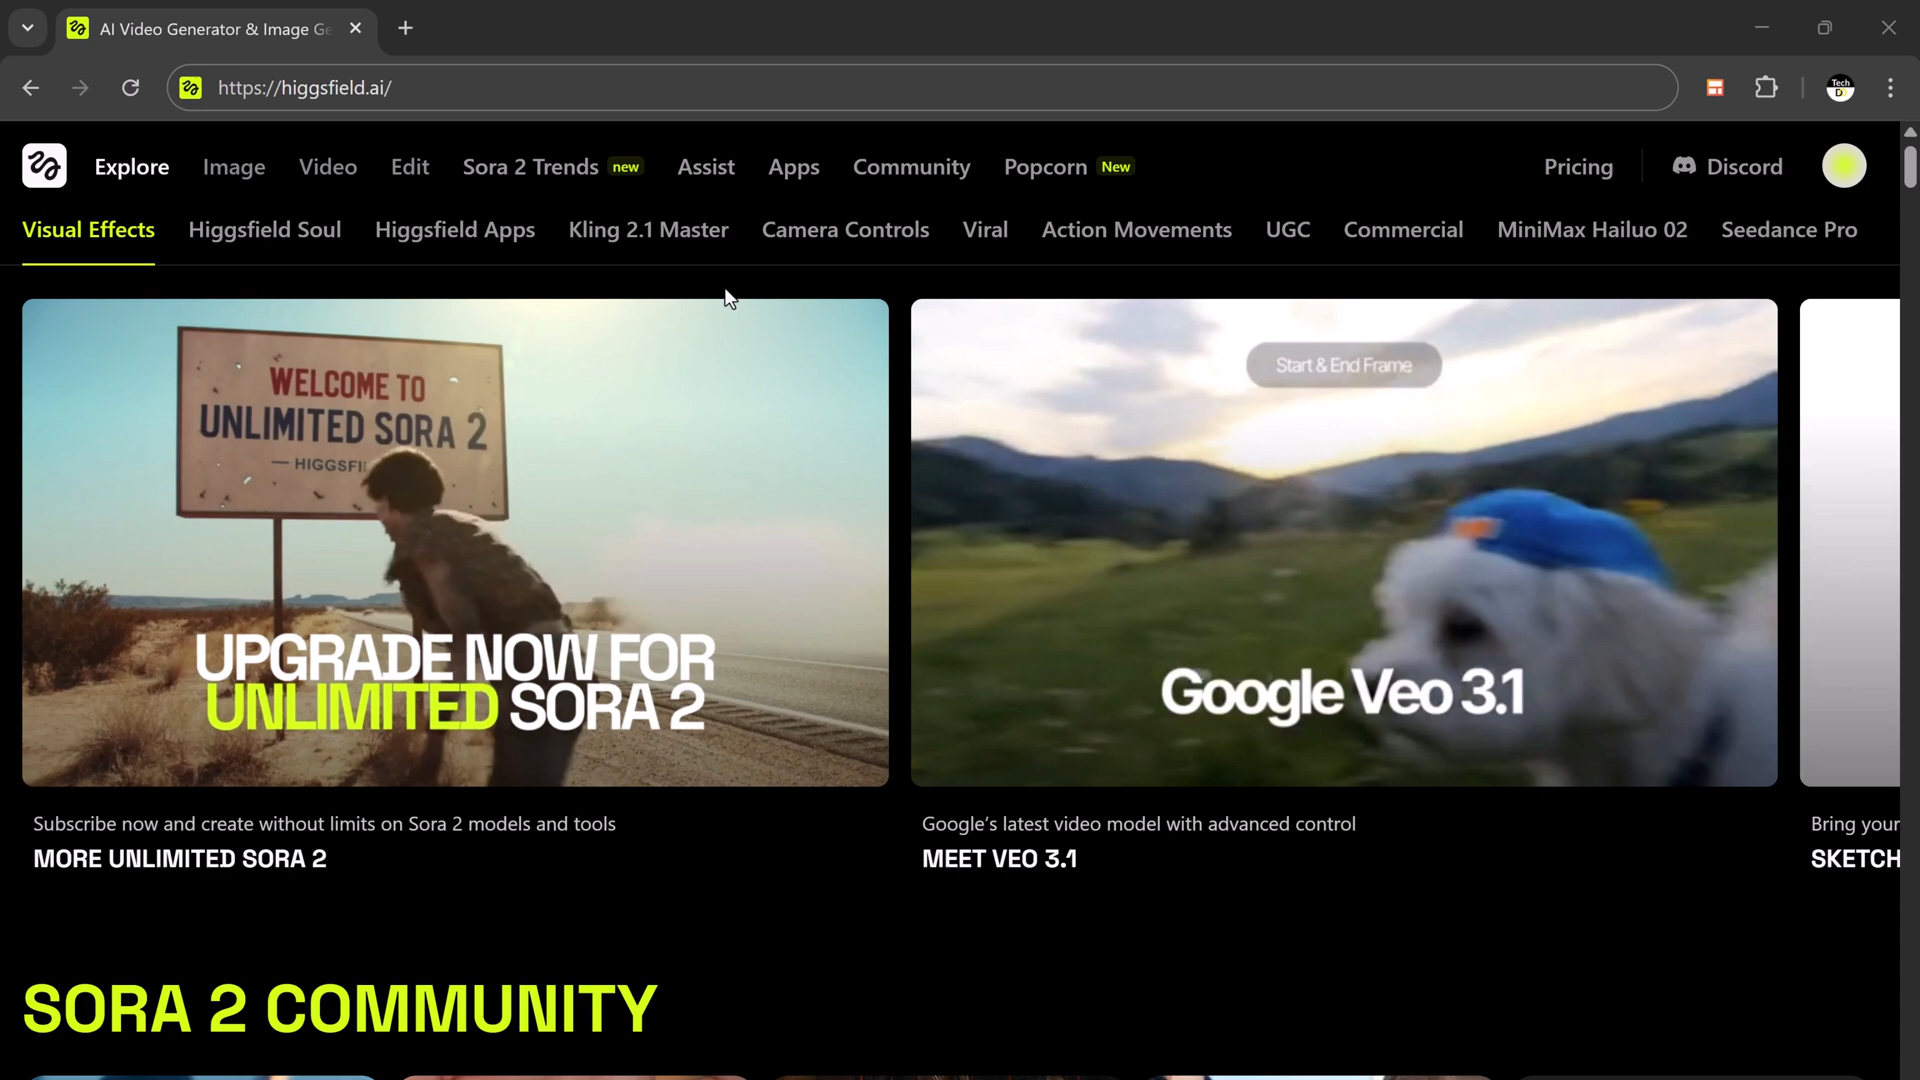 AI Video Generator & Image Ge
https://higgsfield.ai/
Tech
D
Explore
Image
Video
Edit
Sora 2 Trends
new
Assist
Apps
Community
Popcorn
New
Pricing
Discord
Visual Effects
Higgsfield Soul
Higgsfield Apps
Kling 2.1 Master
Camera Controls
Viral
Action Movements
UGC
Commercial
MiniMax Hailuo 02
Seedance Pro
WELCOME TO
UNLIMITED SORA 2
— HIGGSFI
UPGRADE NOW FOR
UNLIMITED SORA 2
Start & End Frame
Google Veo 3.1
Subscribe now and create without limits on Sora 2 models and tools
MORE UNLIMITED SORA 2
Google’s latest video model with advanced control
MEET VEO 3.1
Bring your
SKETCH
SORA 2 COMMUNITY